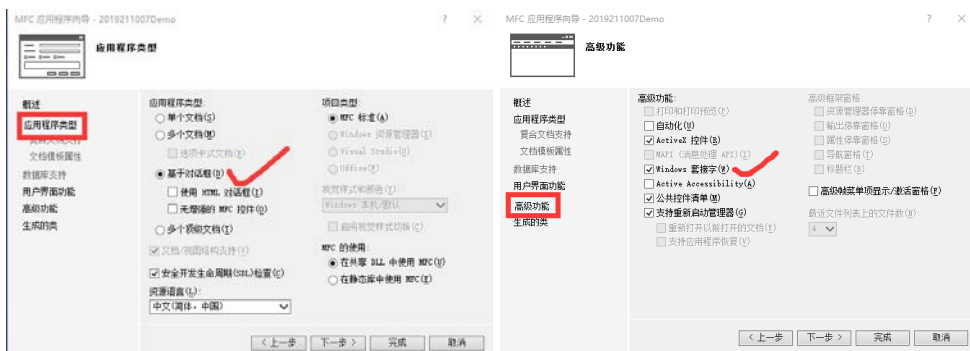 MFC 应用程序向导 - 2019211007Demo
应用程序类型
概述
应用程序类型
复合文档支持
文档模板属性
数据库支持
用户界面功能
高级功能
生成的类
应用程序类型:
单个文档(S)
多个文档(M)
选项卡式文档(B)
基于对话框(D)
使用 HTML 对话框(I)
无增强的 MFC 控件(O)
多个顶级文档(T)
文档/视图结构支持(V)
安全开发生命周期(SDL)检查(C)
资源语言(L):
中文(简体，中国)
项目类型:
MFC 标准(A)
Windows 资源管理器(X)
Visual Studio(U)
Office(F)
视觉样式和颜色(Y)
Windows 本机/默认
启用视觉样式切换(C)
MFC 的使用:
在共享 DLL 中使用 MFC(U)
在静态库中使用 MFC(E)
< 上一步
下一步 >
完成
取消
MFC 应用程序向导 - 2019211007Demo
高级功能
概述
应用程序类型
复合文档支持
文档模板属性
数据库支持
用户界面功能
高级功能
生成的类
高级功能:
打印和打印预览(P)
自动化(U)
ActiveX 控件(R)
MAPI (消息处理 API)(I)
Windows 套接字(W)
Active Accessibility(A)
公共控件清单(M)
支持重新启动管理器(G)
重新打开以前打开的文档(Y)
支持应用程序恢复(V)
高级框架窗格:
资源管理器停靠窗格(D)
输出停靠窗格(O)
属性停靠窗格(S)
导航窗格(T)
标题栏(B)
高级帧菜单项显示/激活窗格(F)
最近文件列表上的文件数(N):
4
< 上一步
下一步 >
完成
取消